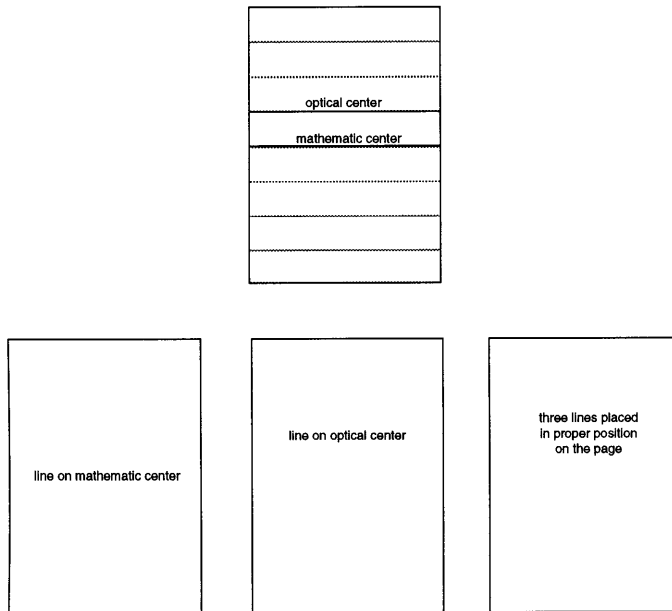 optical center
mathematic center
line on mathematic center
line on optical center
three lines placed
in proper position
on the page